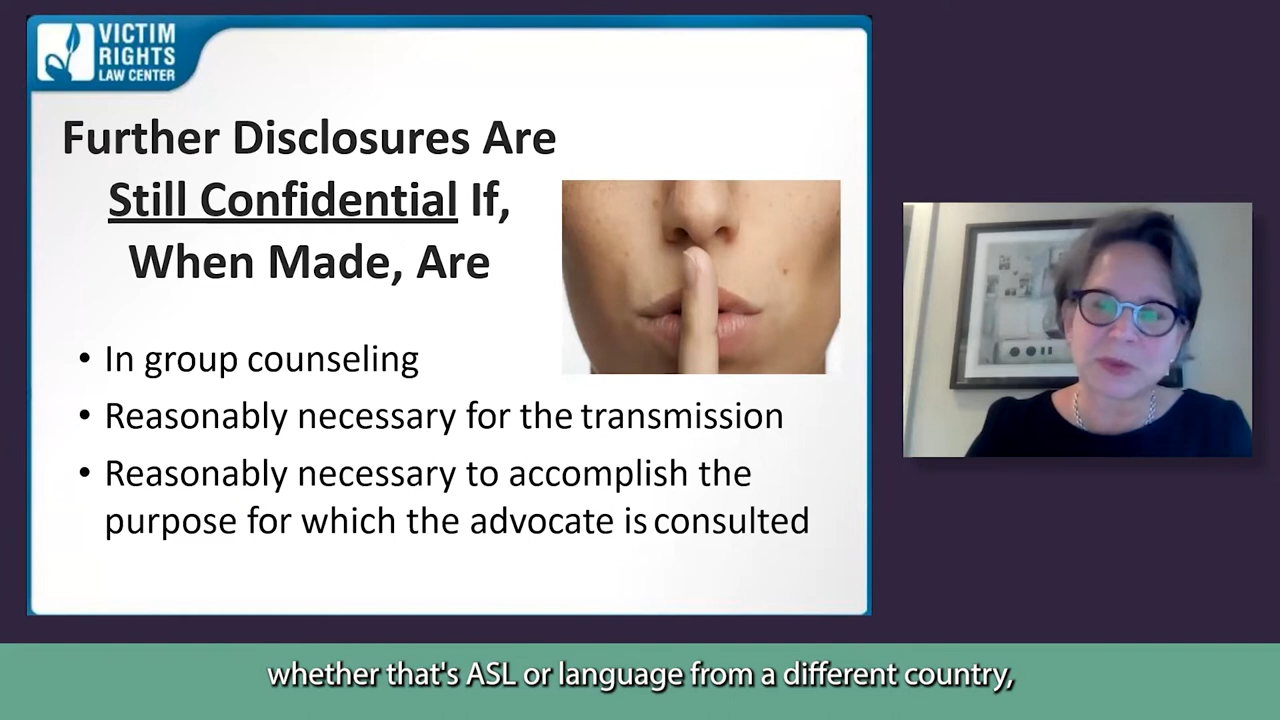 VICTIM
RIGHTS
LAW CENTER
Further Disclosures Are
Still Confidential If,
When Made, Are
• In group counseling
• Reasonably necessary for the transmission
• Reasonably necessary to accomplish the
purpose for which the advocate is consulted
whether that's ASL or language from a different country,